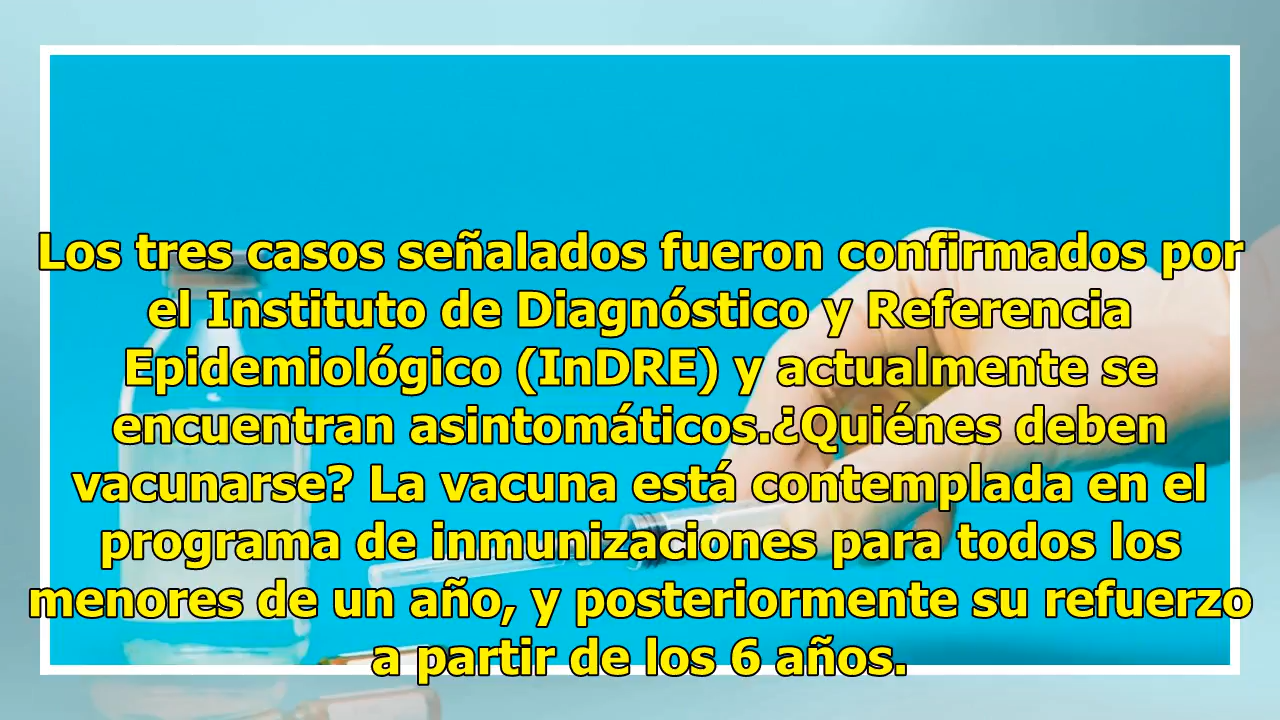 Los tres casos señalados fueron confirmados por
el Instituto de Diagnóstico y Referencia
Epidemiológico (InDRE) y actualmente se
encuentran asintomáticos.¿Quiénes deben
vacunarse? La vacuna está contemplada en el
programa de inmunizaciones para todos los
menores de un año, y posteriormente su refuerzo
a partir de los 6 años.